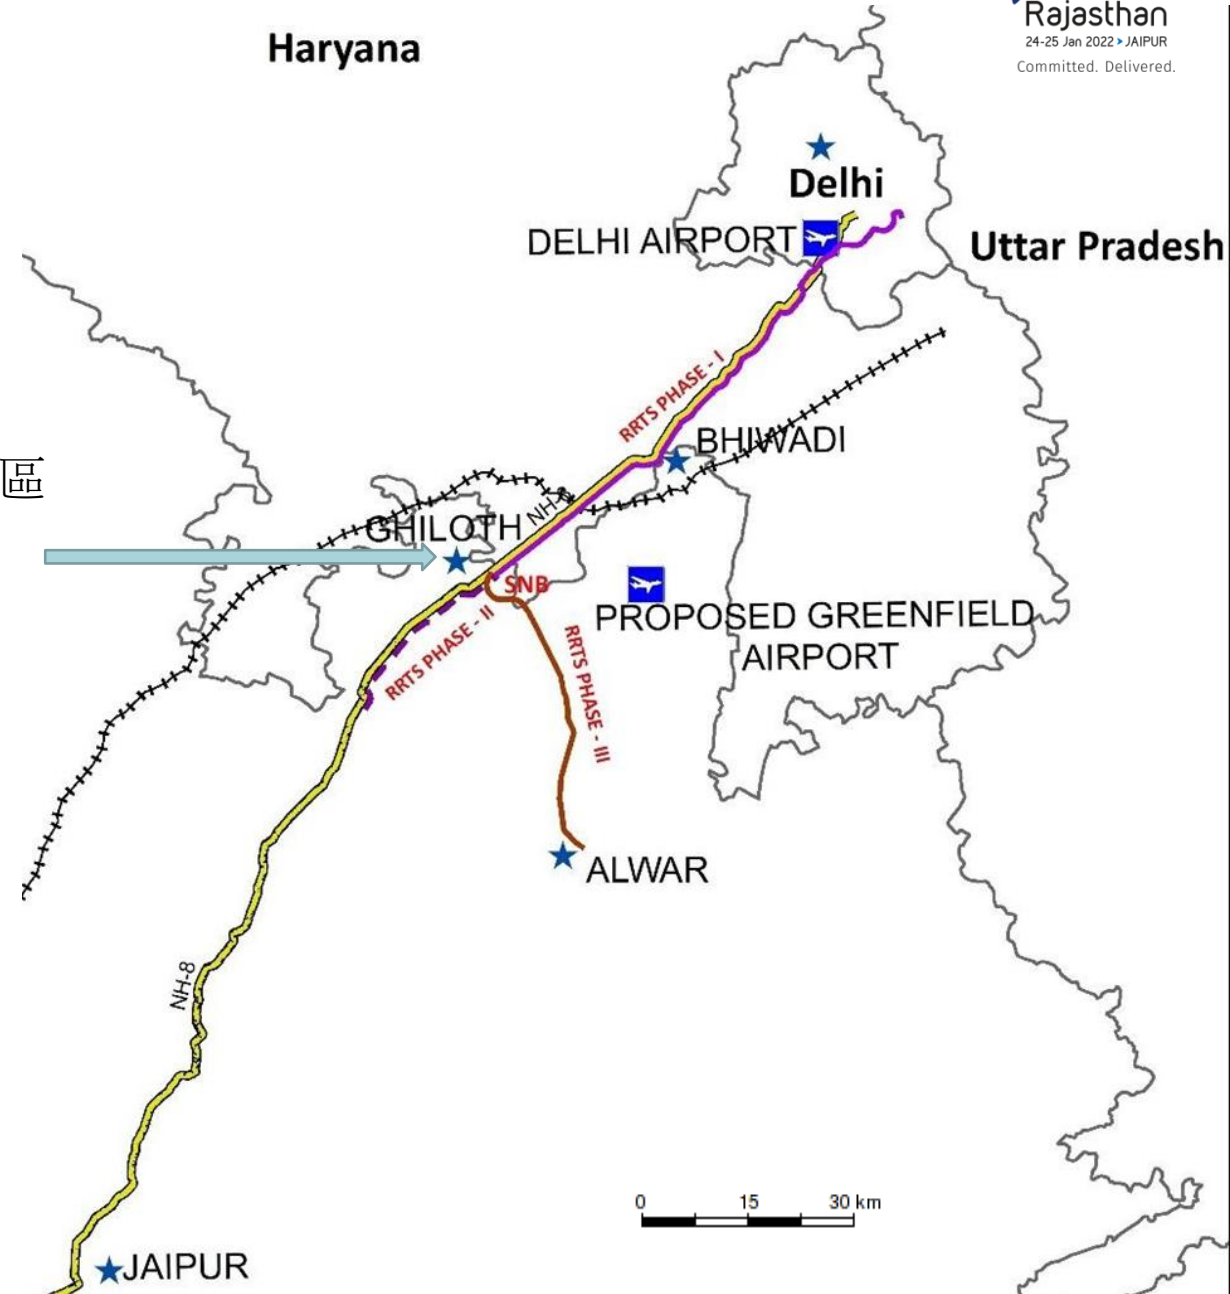 Rajasthan
24-25 Jan 2022 JAIPUR
Committed. Delivered.
Haryana
Delhi
DELHI AIRPORT
Uttar Pradesh
RRTS PHASE - I
BHIWADI
區
GHILOTH
NH-8
SNB
PROPOSED GREENFIELD
AIRPORT
RRTS PHASE - II
RRTS PHASE - III
ALWAR
NH-8
0 15 30 km
JAIPUR